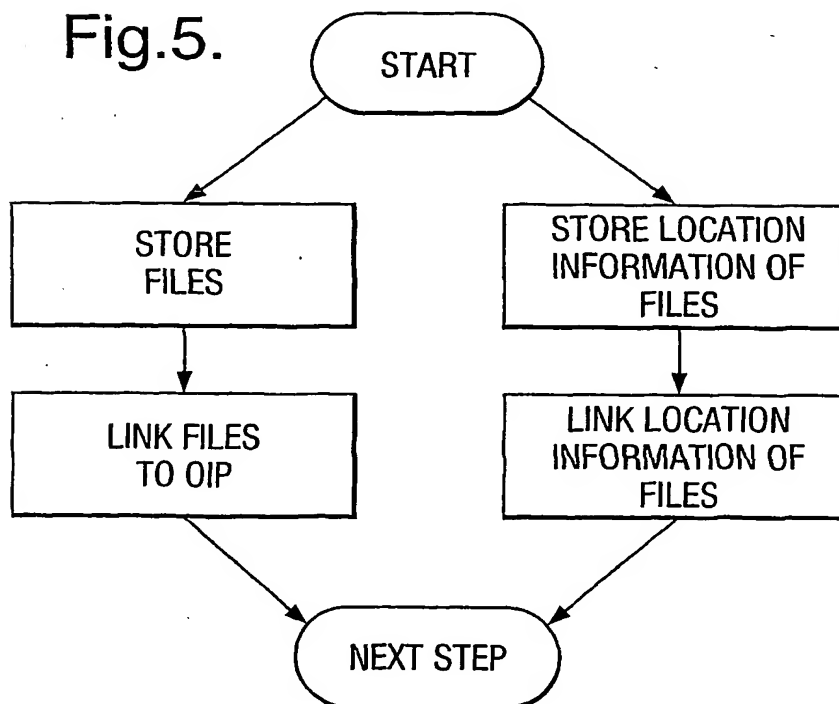 Fig.5.
START
STORE
FILES
STORE LOCATION
INFORMATION OF
FILES
LINK FILES
TO OIP
LINK LOCATION
INFORMATION OF
FILES
NEXT STEP